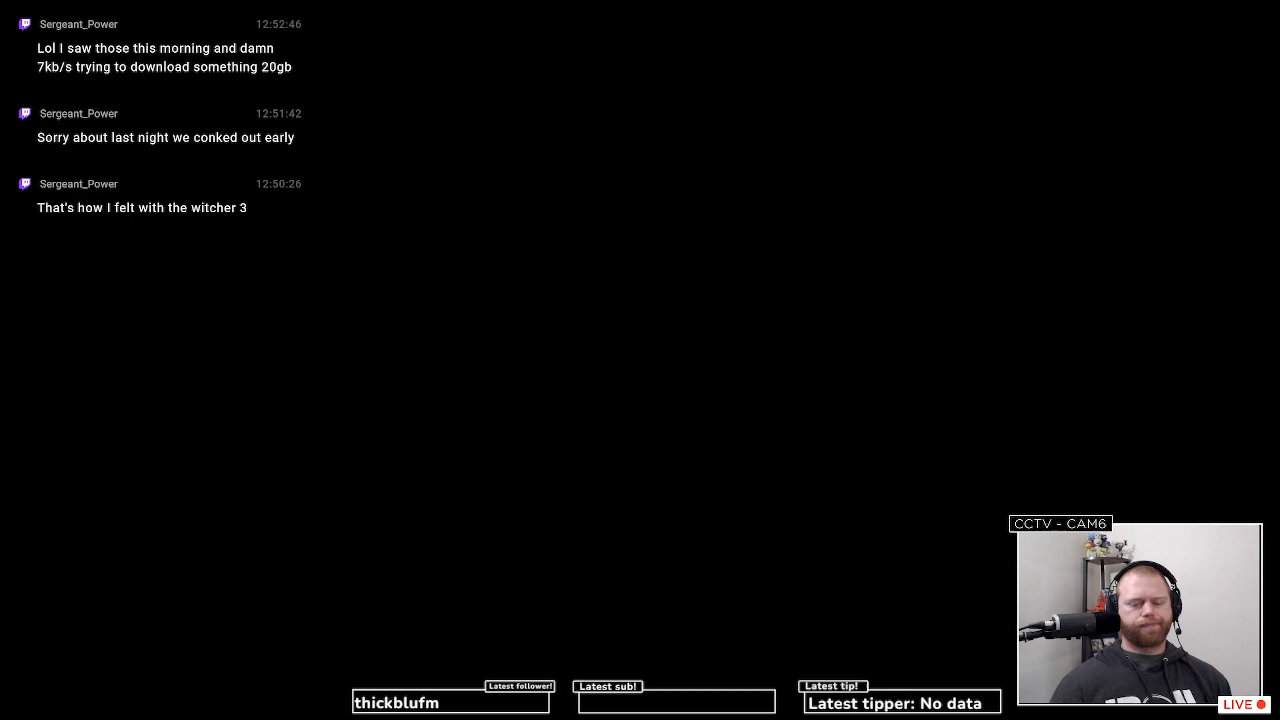 Sergeant_Power 12:52:46
Lol I saw those this morning and damn
7kb/s trying to download something 20gb
Sergeant_Power 12:51:42
Sorry about last night we conked out early
Sergeant_Power 12:50:26
That's how I felt with the witcher 3
CCTV - CAM6
Latest follower!
thickblufm
Latest sub!
Latest tip!
Latest tipper: No data
LIVE